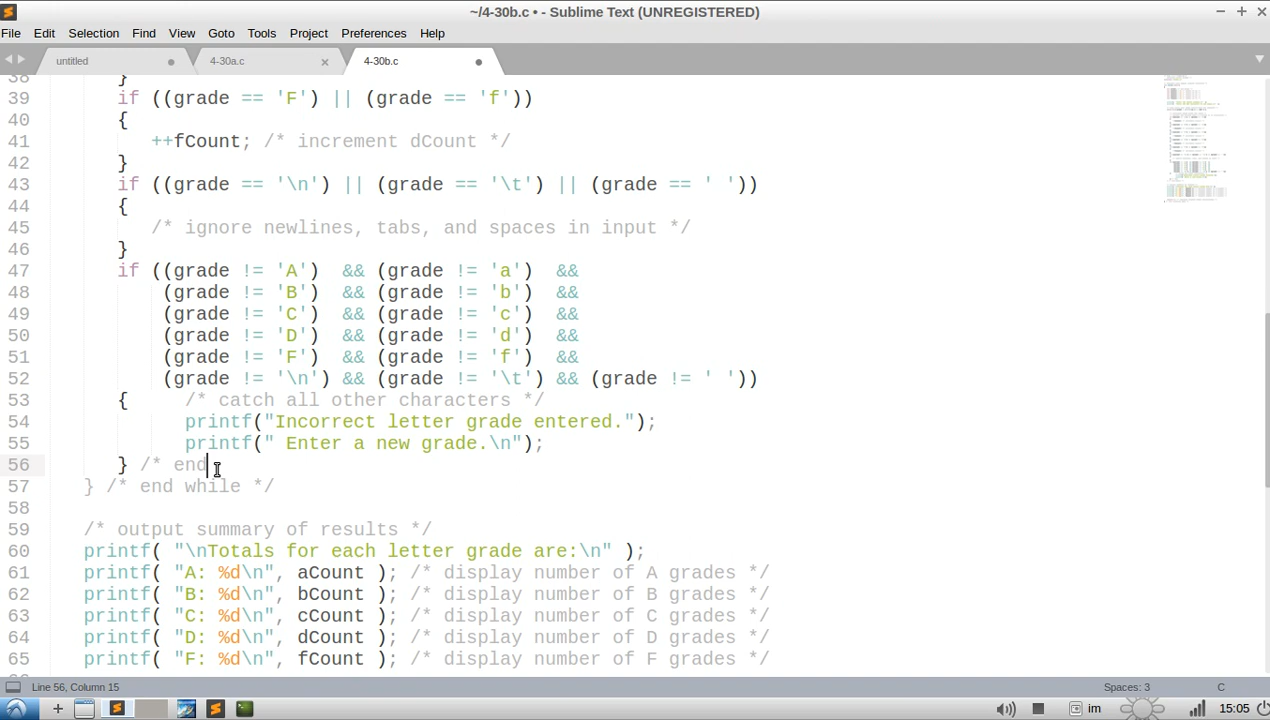 ~/4-30b.c • - Sublime Text (UNREGISTERED)
File Edit Selection Find View Goto Tools Project Preferences Help
untitled 4-30a.c 4-30b.c
38 }
39 if ((grade == 'F') || (grade == 'f'))
40 {
41 ++fCount; /* increment dCount */
42 }
43 if ((grade == '\n') || (grade == '\t') || (grade == ' '))
44 {
45 /* ignore newlines, tabs, and spaces in input */
46 }
47 if ((grade != 'A') && (grade != 'a') &&
48 (grade != 'B') && (grade != 'b') &&
49 (grade != 'C') && (grade != 'c') &&
50 (grade != 'D') && (grade != 'd') &&
51 (grade != 'F') && (grade != 'f') &&
52 (grade != '\n') && (grade != '\t') && (grade != ' '))
53 { /* catch all other characters */
54 printf("Incorrect letter grade entered.");
55 printf(" Enter a new grade.\n");
56 } /* end
57 } /* end while */
58
59 /* output summary of results */
60 printf( "\nTotals for each letter grade are:\n" );
61 printf( "A: %d\n", aCount ); /* display number of A grades */
62 printf( "B: %d\n", bCount ); /* display number of B grades */
63 printf( "C: %d\n", cCount ); /* display number of C grades */
64 printf( "D: %d\n", dCount ); /* display number of D grades */
65 printf( "F: %d\n", fCount ); /* display number of F grades */
Line 56, Column 15 Spaces: 3 C
im 15:05